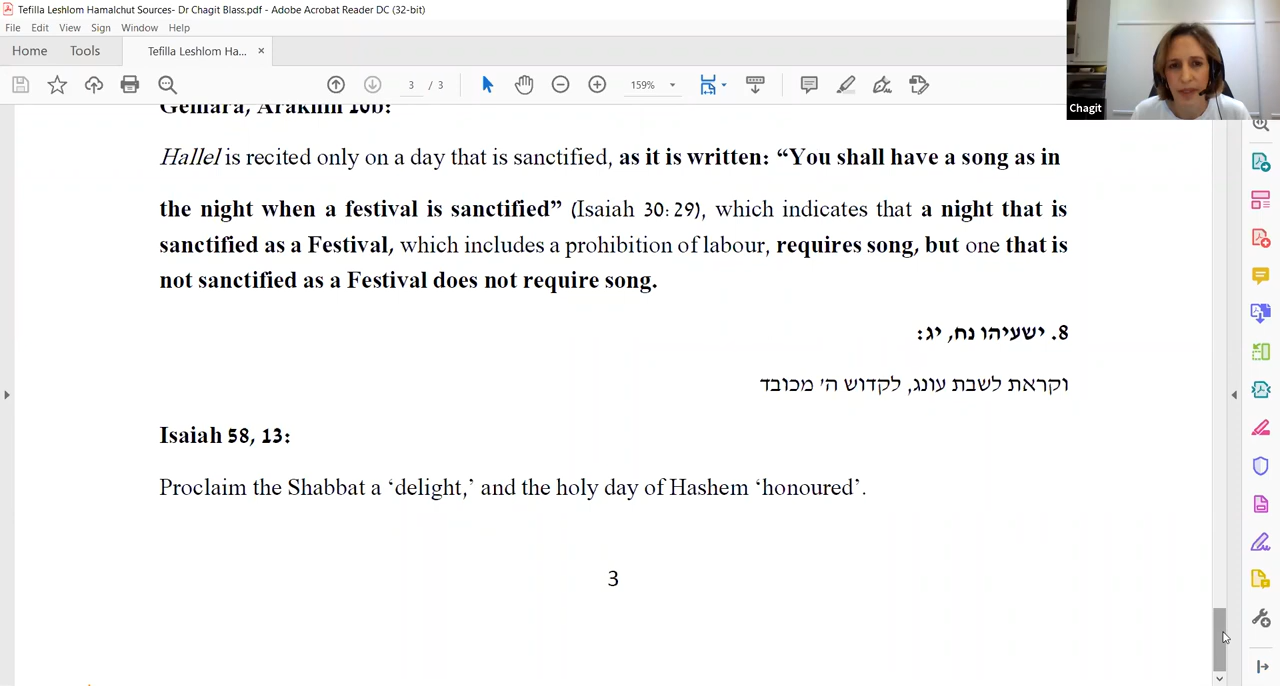 Tefilla Leshlom Hamalchut Sources- Dr Chagit Blass.pdf - Adobe Acrobat Reader DC (32-bit)
File Edit View Sign Window Help
Home Tools Tefilla Leshlom Ha... ×
3 / 3 159%
Chagit
Gemara, Arakhin 10b:
Hallel is recited only on a day that is sanctified, as it is written: “You shall have a song as in
the night when a festival is sanctified” (Isaiah 30:29), which indicates that a night that is
sanctified as a Festival, which includes a prohibition of labour, requires song, but one that is
not sanctified as a Festival does not require song.
8. ישעיהו נח, יג:
וקראת לשבת עונג, לקדוש ה' מכובד
Isaiah 58, 13:
Proclaim the Shabbat a ‘delight,’ and the holy day of Hashem ‘honoured’.
3